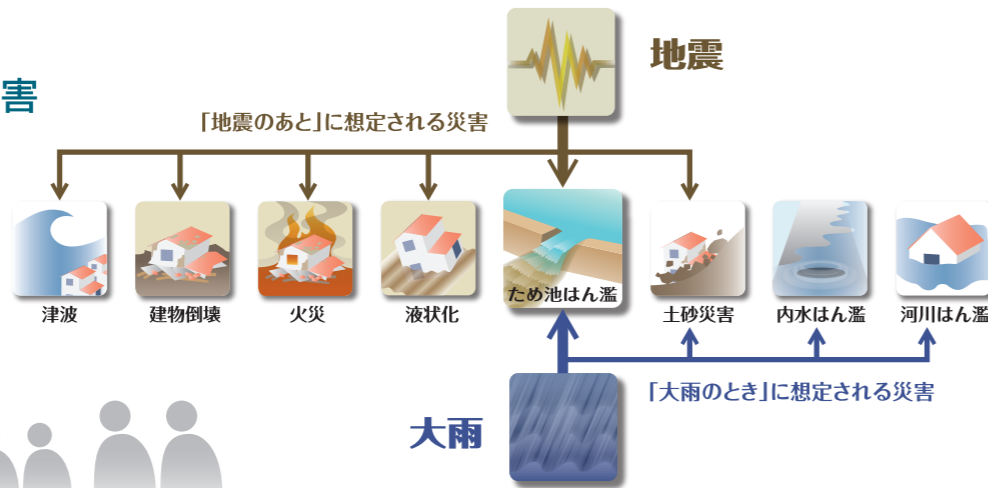 地震
害
「地震のあと」に想定される災害
津波
建物倒壊
火災
液状化
ため池はん濫
土砂災害
内水はん濫
河川はん濫
「大雨のとき」に想定される災害
大雨